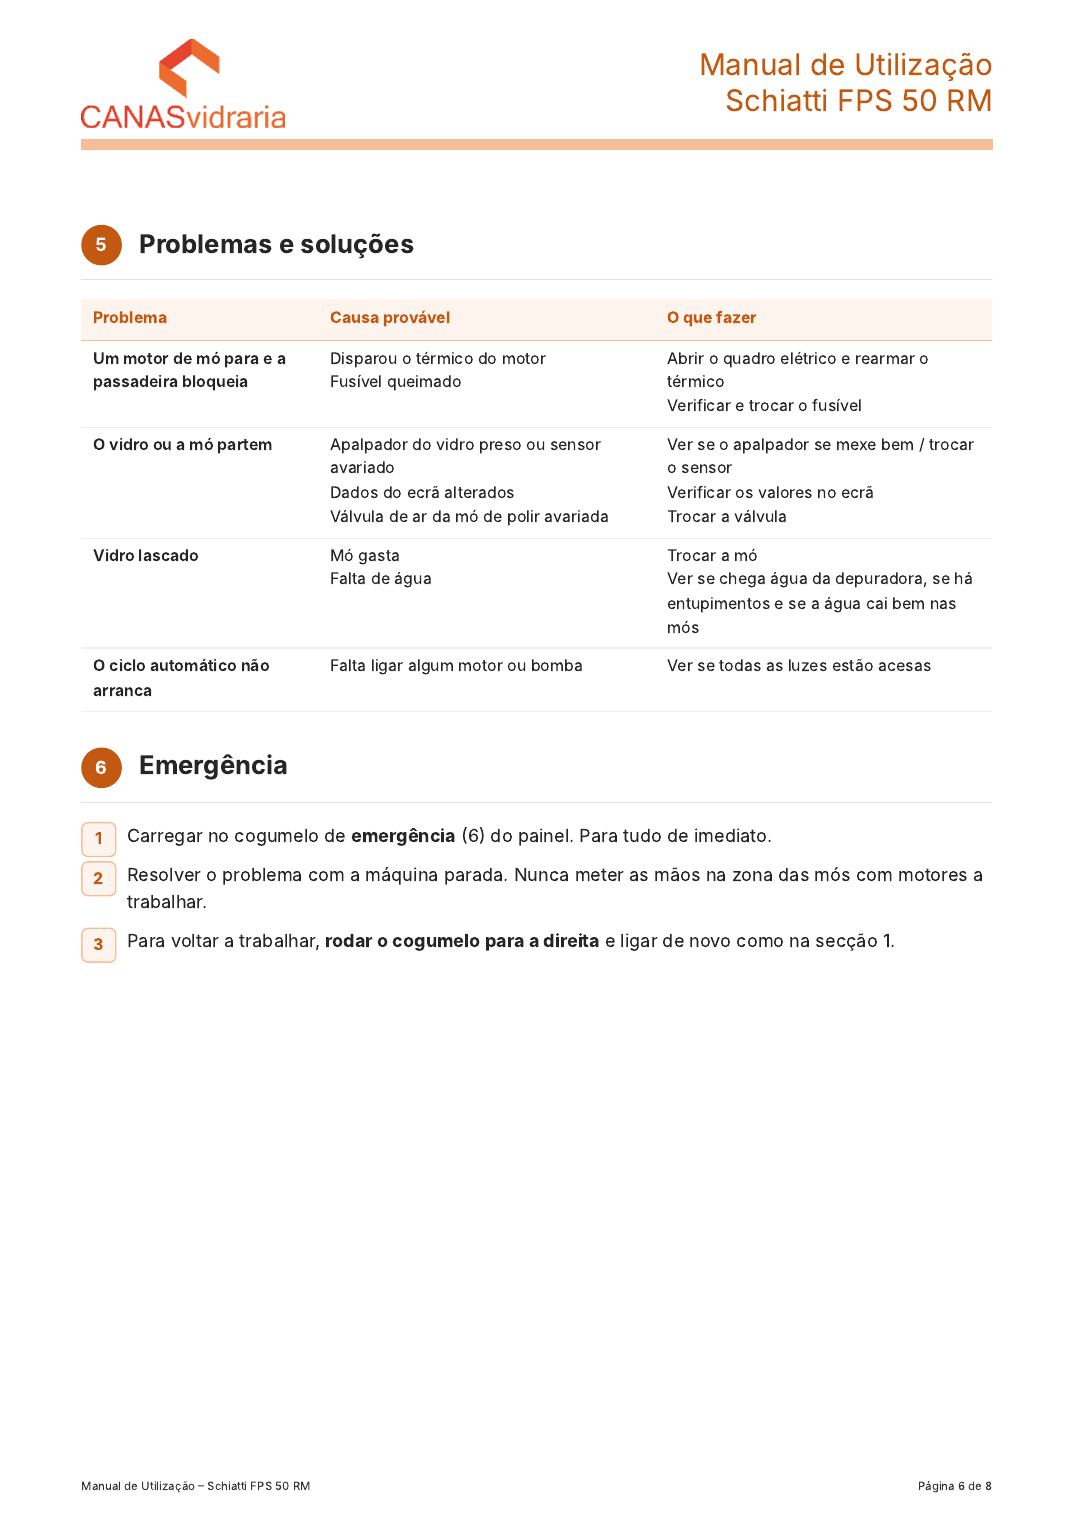 CANASvidraria
Manual de Utilização
Schiatti FPS 50 RM
5 Problemas e soluções
Problema Causa provável O que fazer
Um motor de mó para e a Disparou o térmico do motor Abrir o quadro elétrico e rearmar o
passadeira bloqueia Fusível queimado térmico
Verificar e trocar o fusível
O vidro ou a mó partem Apalpador do vidro preso ou sensor Ver se o apalpador se mexe bem / trocar
avariado o sensor
Dados do ecrã alterados Verificar os valores no ecrã
Válvula de ar da mó de polir avariada Trocar a válvula
Vidro lascado Mó gasta Trocar a mó
Falta de água Ver se chega água da depuradora, se há
entupimentos e se a água cai bem nas
mós
O ciclo automático não Falta ligar algum motor ou bomba Ver se todas as luzes estão acesas
arranca
6 Emergência
1 Carregar no cogumelo de emergência (6) do painel. Para tudo de imediato.
2 Resolver o problema com a máquina parada. Nunca meter as mãos na zona das mós com motores a
trabalhar.
3 Para voltar a trabalhar, rodar o cogumelo para a direita e ligar de novo como na secção 1.
Manual de Utilização – Schiatti FPS 50 RM Página 6 de 8